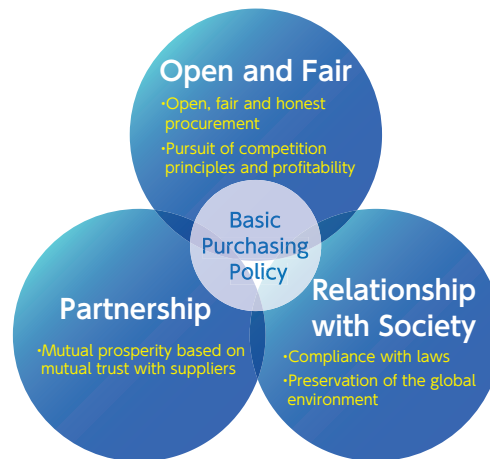 Open and Fair
・Open, fair and honest
procurement
・Pursuit of competition
principles and profitability
Basic
Purchasing
Policy
Partnership
・Mutual prosperity based on
mutual trust with suppliers
Relationship
with Society
・Compliance with laws
・Preservation of the global
environment